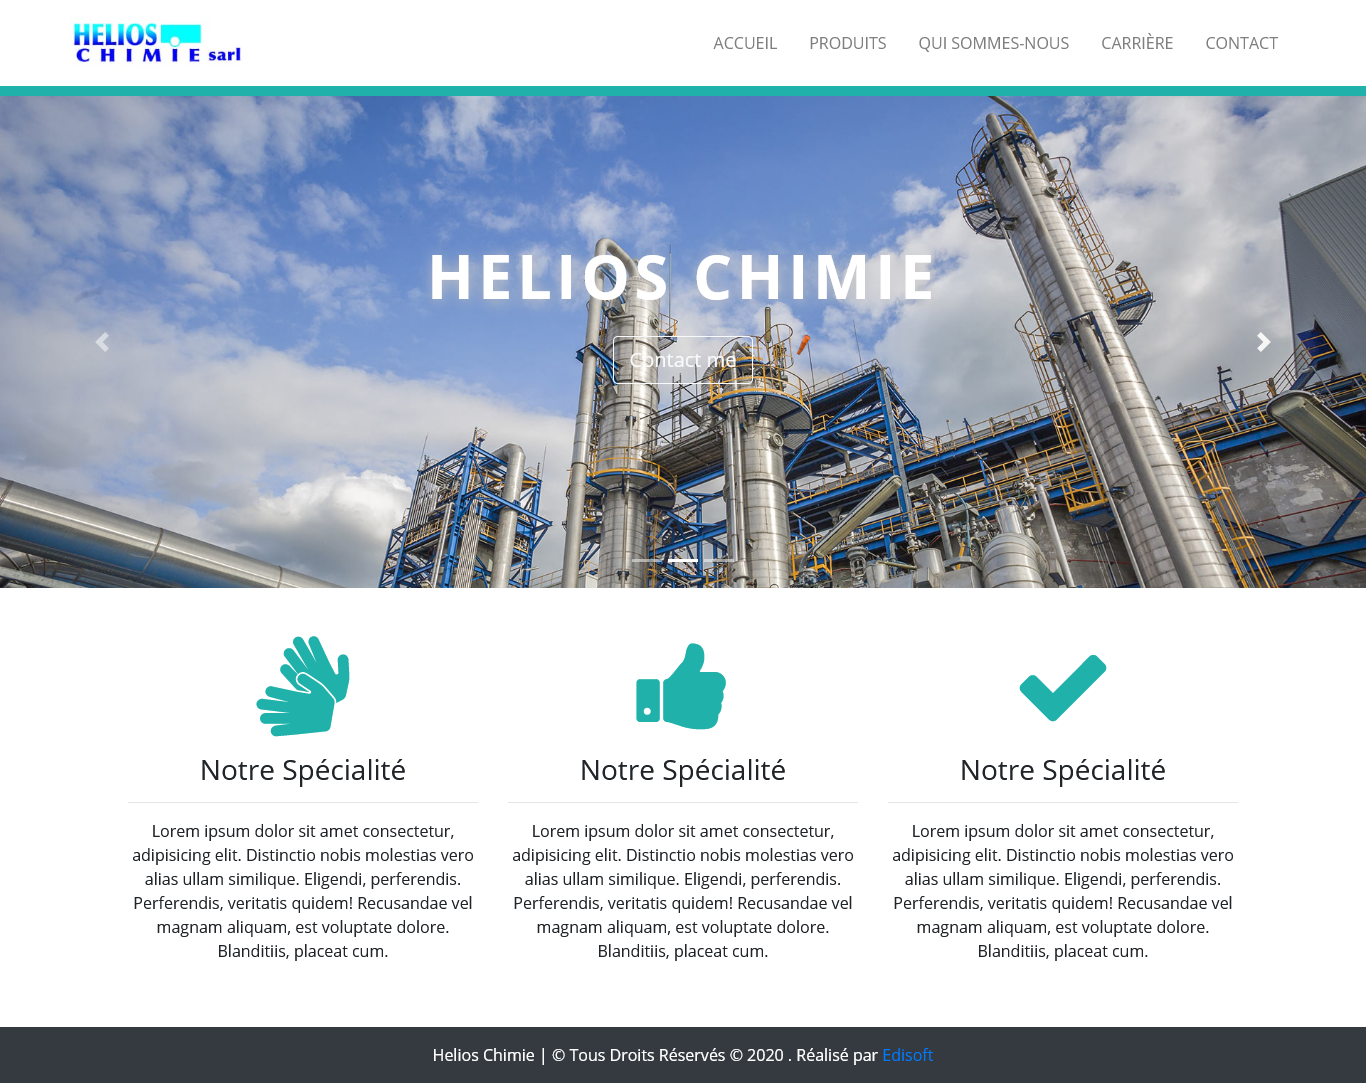 HELIOS
CHIMIE sarl
ACCUEIL PRODUITS QUI SOMMES-NOUS CARRIÈRE CONTACT
HELIOS CHIMIE
Contact me
Notre Spécialité
Lorem ipsum dolor sit amet consectetur,
adipisicing elit. Distinctio nobis molestias vero
alias ullam similique. Eligendi, perferendis.
Perferendis, veritatis quidem! Recusandae vel
magnam aliquam, est voluptate dolore.
Blanditiis, placeat cum.
Notre Spécialité
Lorem ipsum dolor sit amet consectetur,
adipisicing elit. Distinctio nobis molestias vero
alias ullam similique. Eligendi, perferendis.
Perferendis, veritatis quidem! Recusandae vel
magnam aliquam, est voluptate dolore.
Blanditiis, placeat cum.
Notre Spécialité
Lorem ipsum dolor sit amet consectetur,
adipisicing elit. Distinctio nobis molestias vero
alias ullam similique. Eligendi, perferendis.
Perferendis, veritatis quidem! Recusandae vel
magnam aliquam, est voluptate dolore.
Blanditiis, placeat cum.
Helios Chimie | © Tous Droits Réservés © 2020 . Réalisé par Edisoft